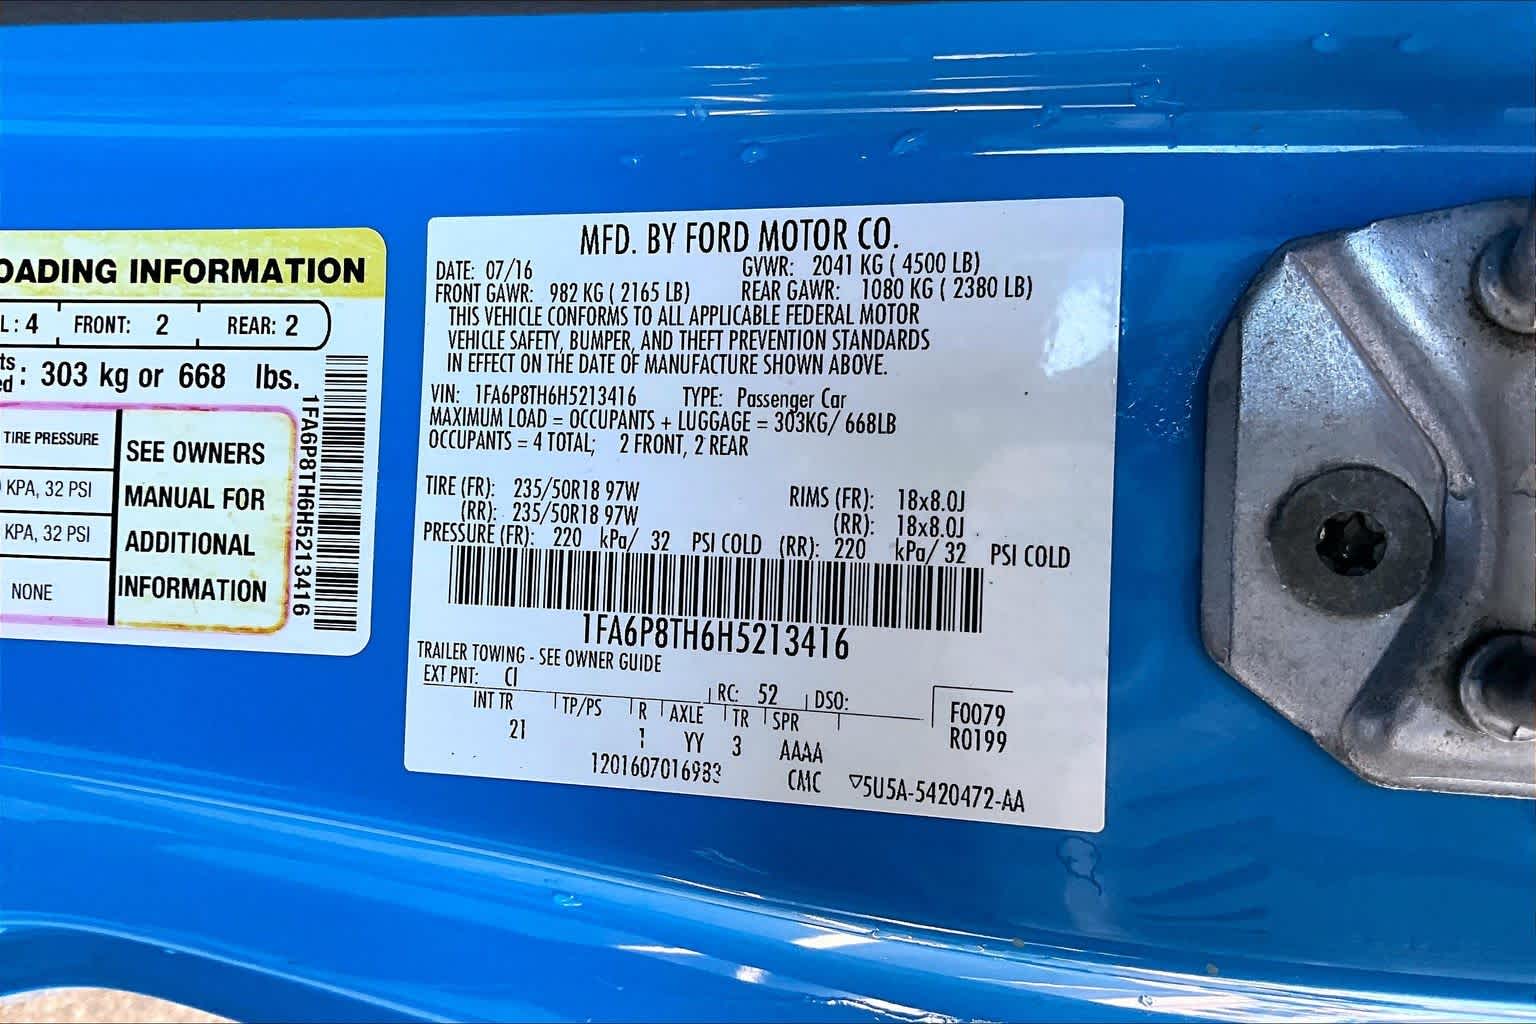 OADING INFORMATION
L: 4 FRONT: 2 REAR: 2
ts
ed : 303 kg or 668 lbs.
TIRE PRESSURE
KPA, 32 PSI
KPA, 32 PSI
NONE
SEE OWNERS
MANUAL FOR
ADDITIONAL
INFORMATION
1FA6P8TH6H5213416
MFD. BY FORD MOTOR CO.
DATE: 07/16 GVWR: 2041 KG ( 4500 LB)
FRONT GAWR: 982 KG ( 2165 LB) REAR GAWR: 1080 KG ( 2380 LB)
THIS VEHICLE CONFORMS TO ALL APPLICABLE FEDERAL MOTOR
VEHICLE SAFETY, BUMPER, AND THEFT PREVENTION STANDARDS
IN EFFECT ON THE DATE OF MANUFACTURE SHOWN ABOVE.
VIN: 1FA6P8TH6H5213416 TYPE: Passenger Car
MAXIMUM LOAD = OCCUPANTS + LUGGAGE = 303KG/ 668LB
OCCUPANTS = 4 TOTAL; 2 FRONT, 2 REAR
TIRE (FR): 235/50R18 97W RIMS (FR): 18x8.0J
(RR): 235/50R18 97W (RR): 18x8.0J
PRESSURE (FR): 220 kPa/ 32 PSI COLD (RR): 220 kPa/ 32 PSI COLD
1FA6P8TH6H5213416
TRAILER TOWING - SEE OWNER GUIDE
EXT PNT: CI RC: 52 DSO:
INT TR TP/PS R AXLE TR SPR F0079
21 1 YY 3 AAAA R0199
1201607016983 CMC ▽5U5A-5420472-AA